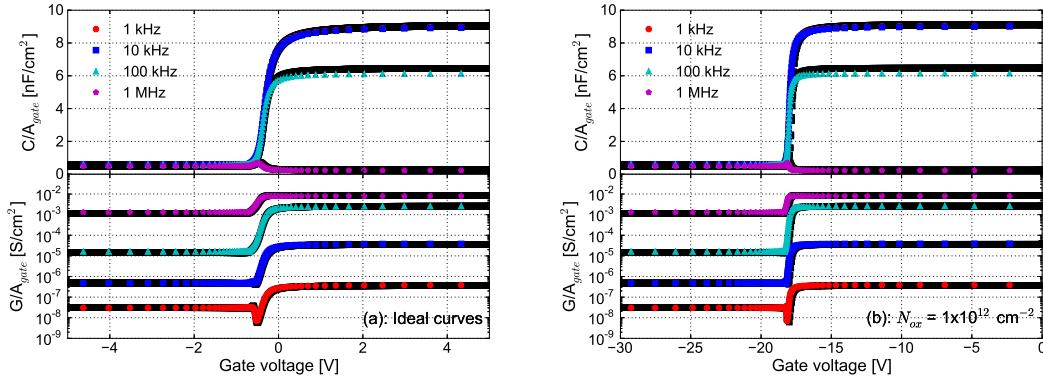 10
8
6
4
2
0
C/A_gate [nF/cm²]
1 kHz
10 kHz
100 kHz
1 MHz
10⁻²
10⁻³
10⁻⁴
10⁻⁵
10⁻⁶
10⁻⁷
10⁻⁸
10⁻⁹
G/A_gate [S/cm²]
(a): Ideal curves
−4 −2 0 2 4
Gate voltage [V]
10
8
6
4
2
0
C/A_gate [nF/cm²]
1 kHz
10 kHz
100 kHz
1 MHz
10⁻²
10⁻³
10⁻⁴
10⁻⁵
10⁻⁶
10⁻⁷
10⁻⁸
10⁻⁹
G/A_gate [S/cm²]
(b): N_ox = 1x10¹² cm⁻²
−30 −25 −20 −15 −10 −5 0
Gate voltage [V]